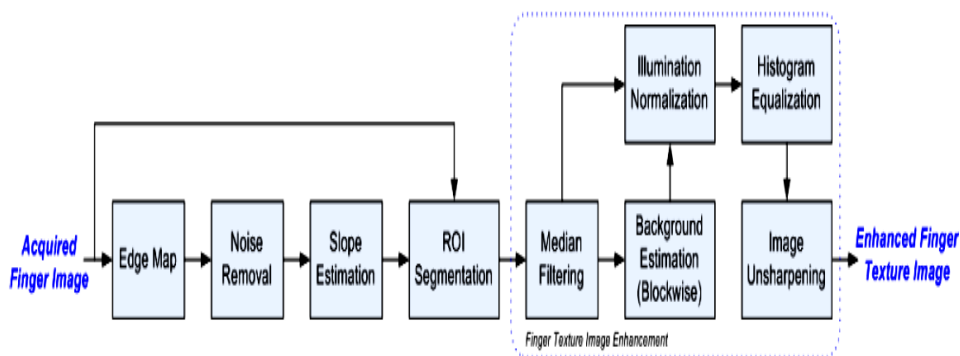 Acquired
Finger Image
Edge Map
Noise
Removal
Slope
Estimation
ROI
Segmentation
Median
Filtering
Background
Estimation
(Blockwise)
Illumination
Normalization
Histogram
Equalization
Image
Unsharpening
Enhanced Finger
Texture Image
Finger Texture Image Enhancement